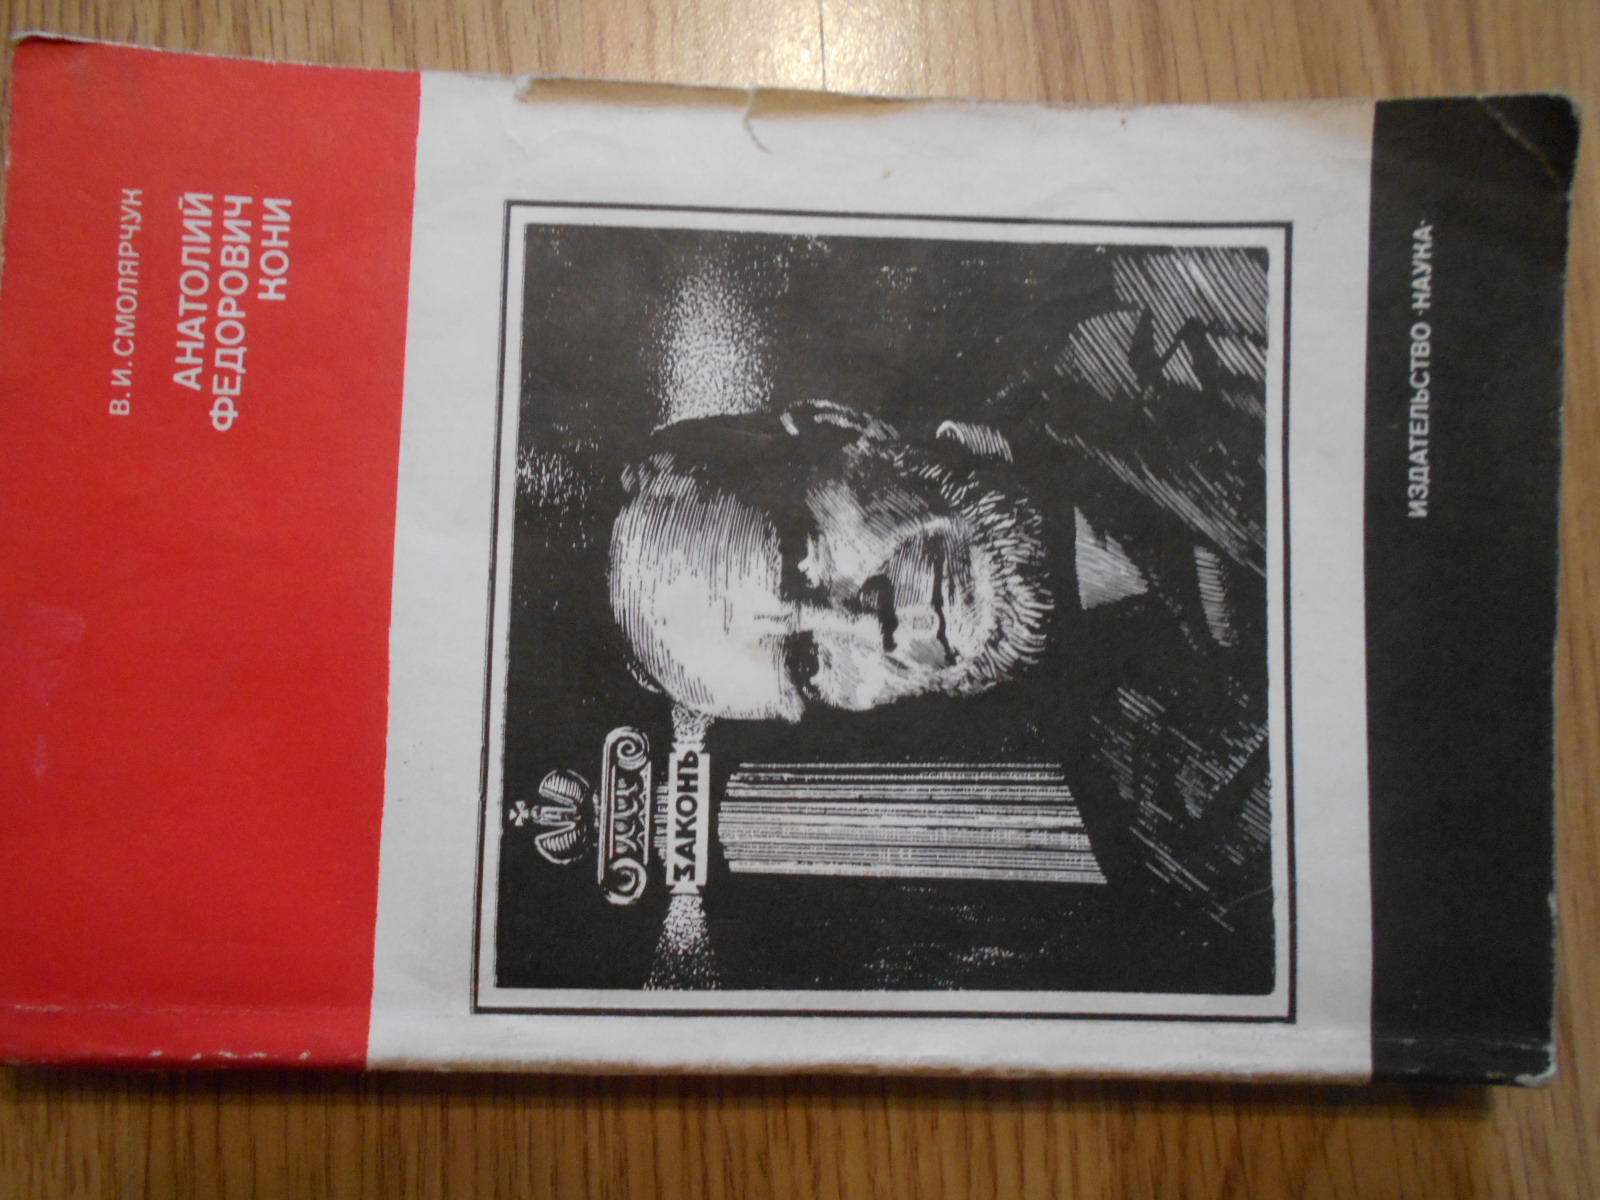 В. И. СМОЛЯРЧУК
АНАТОЛИЙ
ФЕДОРОВИЧ
КОНИ
ЗАКОНЪ
ИЗДАТЕЛЬСТВО ·НАУКА·